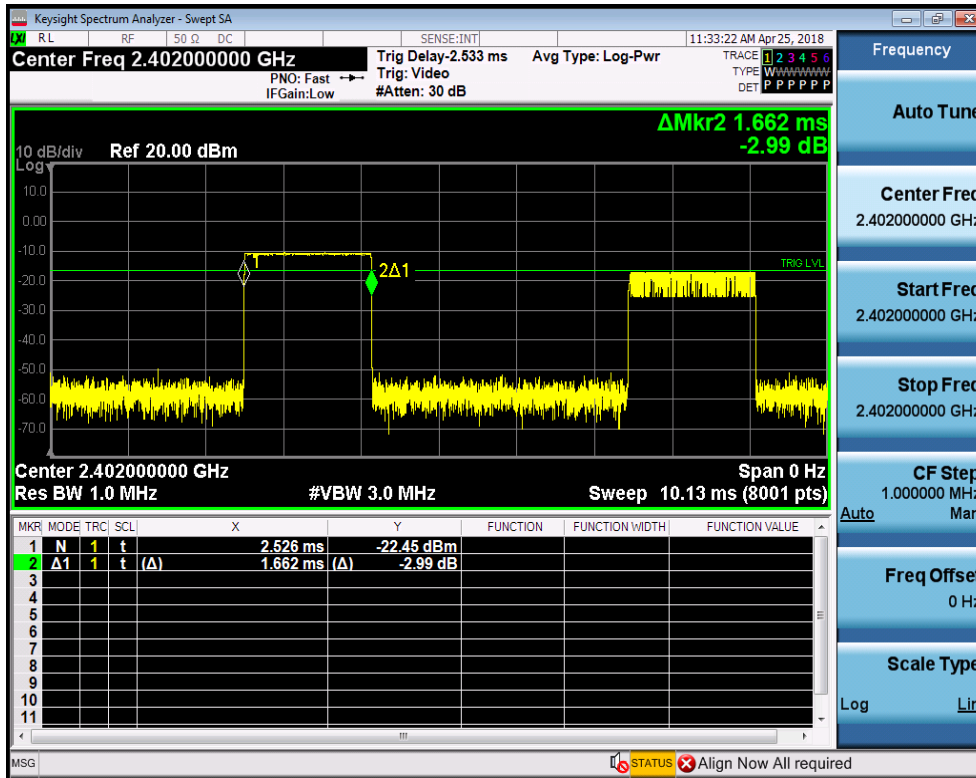 Keysight Spectrum Analyzer - Swept SA
LXI RL RF 50 Ω DC SENSE:INT 11:33:22 AM Apr 25, 2018
Center Freq 2.402000000 GHz
PNO: Fast
IFGain:Low
Trig Delay-2.533 ms
Trig: Video
#Atten: 30 dB
Avg Type: Log-Pwr
TRACE 1 2 3 4 5 6
TYPE WWWWWWW
DET P P P P P P
ΔMkr2 1.662 ms
-2.99 dB
10 dB/div Ref 20.00 dBm
Log
10.0
0.00
-10.0
-20.0
-30.0
-40.0
-50.0
-60.0
-70.0
2Δ1
TRIG LVL
Center 2.402000000 GHz Span 0 Hz
Res BW 1.0 MHz #VBW 3.0 MHz Sweep 10.13 ms (8001 pts)
MKR MODE TRC SCL X Y FUNCTION FUNCTION WIDTH FUNCTION VALUE
1 N 1 t 2.526 ms -22.45 dBm
2 Δ1 1 t (Δ) 1.662 ms (Δ) -2.99 dB
3
4
5
6
7
8
9
10
11
MSG STATUS Align Now All required
Frequency
Auto Tune
Center Freq
2.402000000 GHz
Start Freq
2.402000000 GHz
Stop Freq
2.402000000 GHz
CF Step
1.000000 MHz
Auto Man
Freq Offset
0 Hz
Scale Type
Log Lin